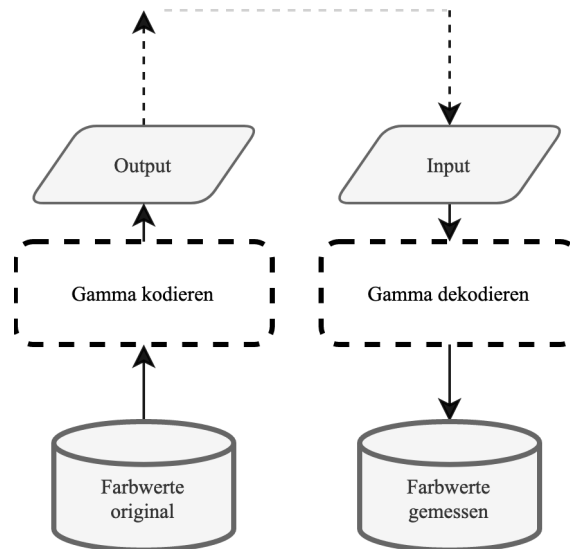 Output
Input
Gamma kodieren
Gamma dekodieren
Farbwerte
original
Farbwerte
gemessen